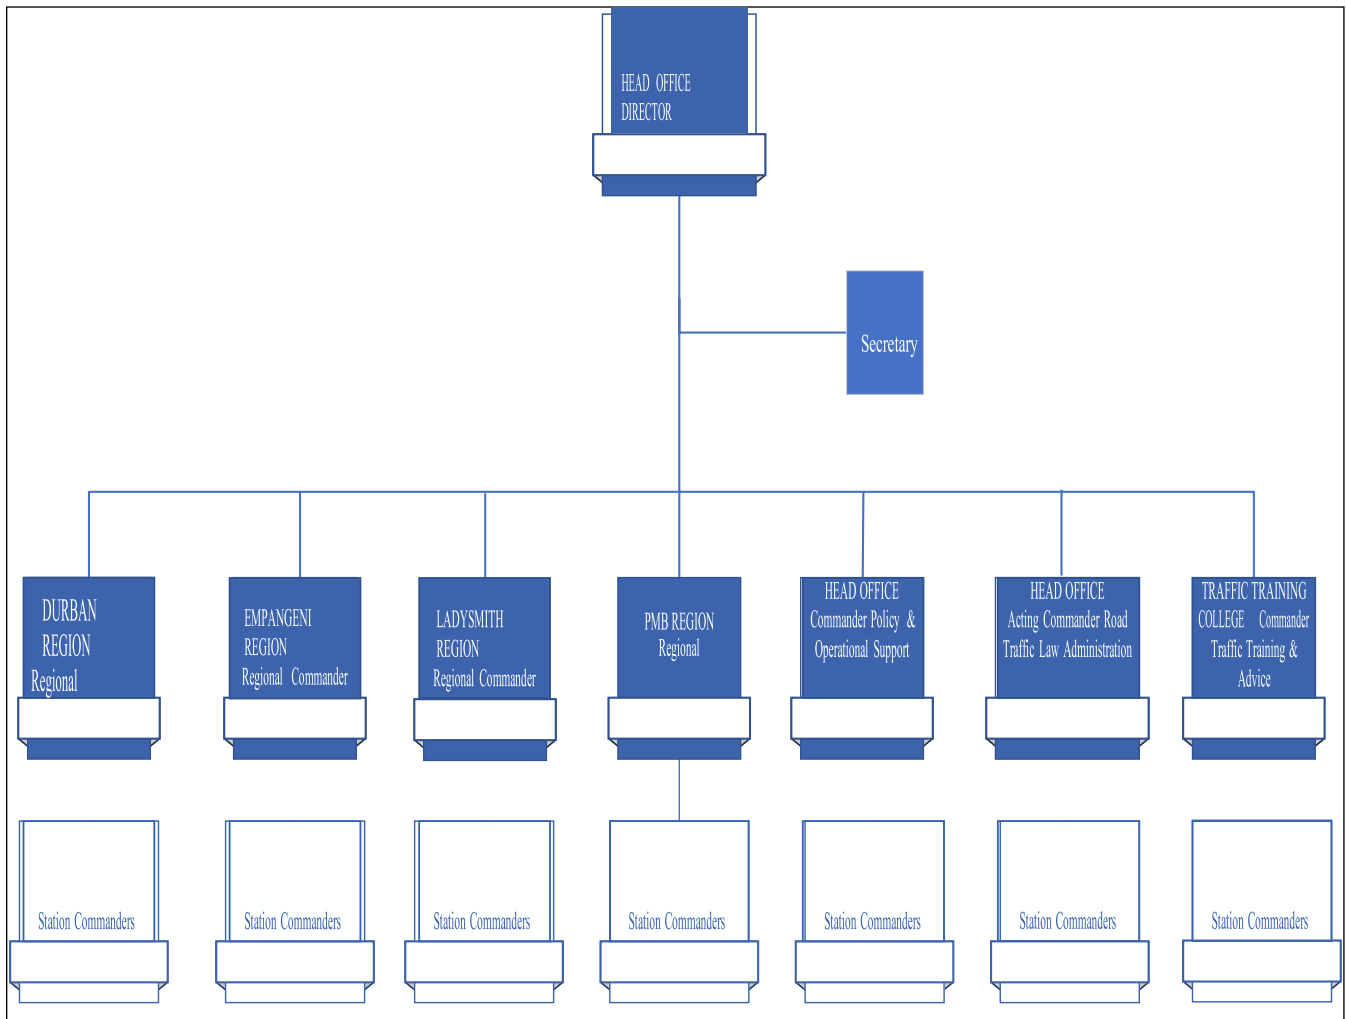 HEAD OFFICE
DIRECTOR
Secretary
DURBAN
REGION
Regional
EMPANGENI
REGION
Regional Commander
LADYSMITH
REGION
Regional Commander
PMB REGION
Regional
HEAD OFFICE
Commander Policy &
Operational Support
HEAD OFFICE
Acting Commander Road
Traffic Law Administration
TRAFFIC TRAINING
COLLEGE Commander
Traffic Training &
Advice
Station Commanders
Station Commanders
Station Commanders
Station Commanders
Station Commanders
Station Commanders
Station Commanders